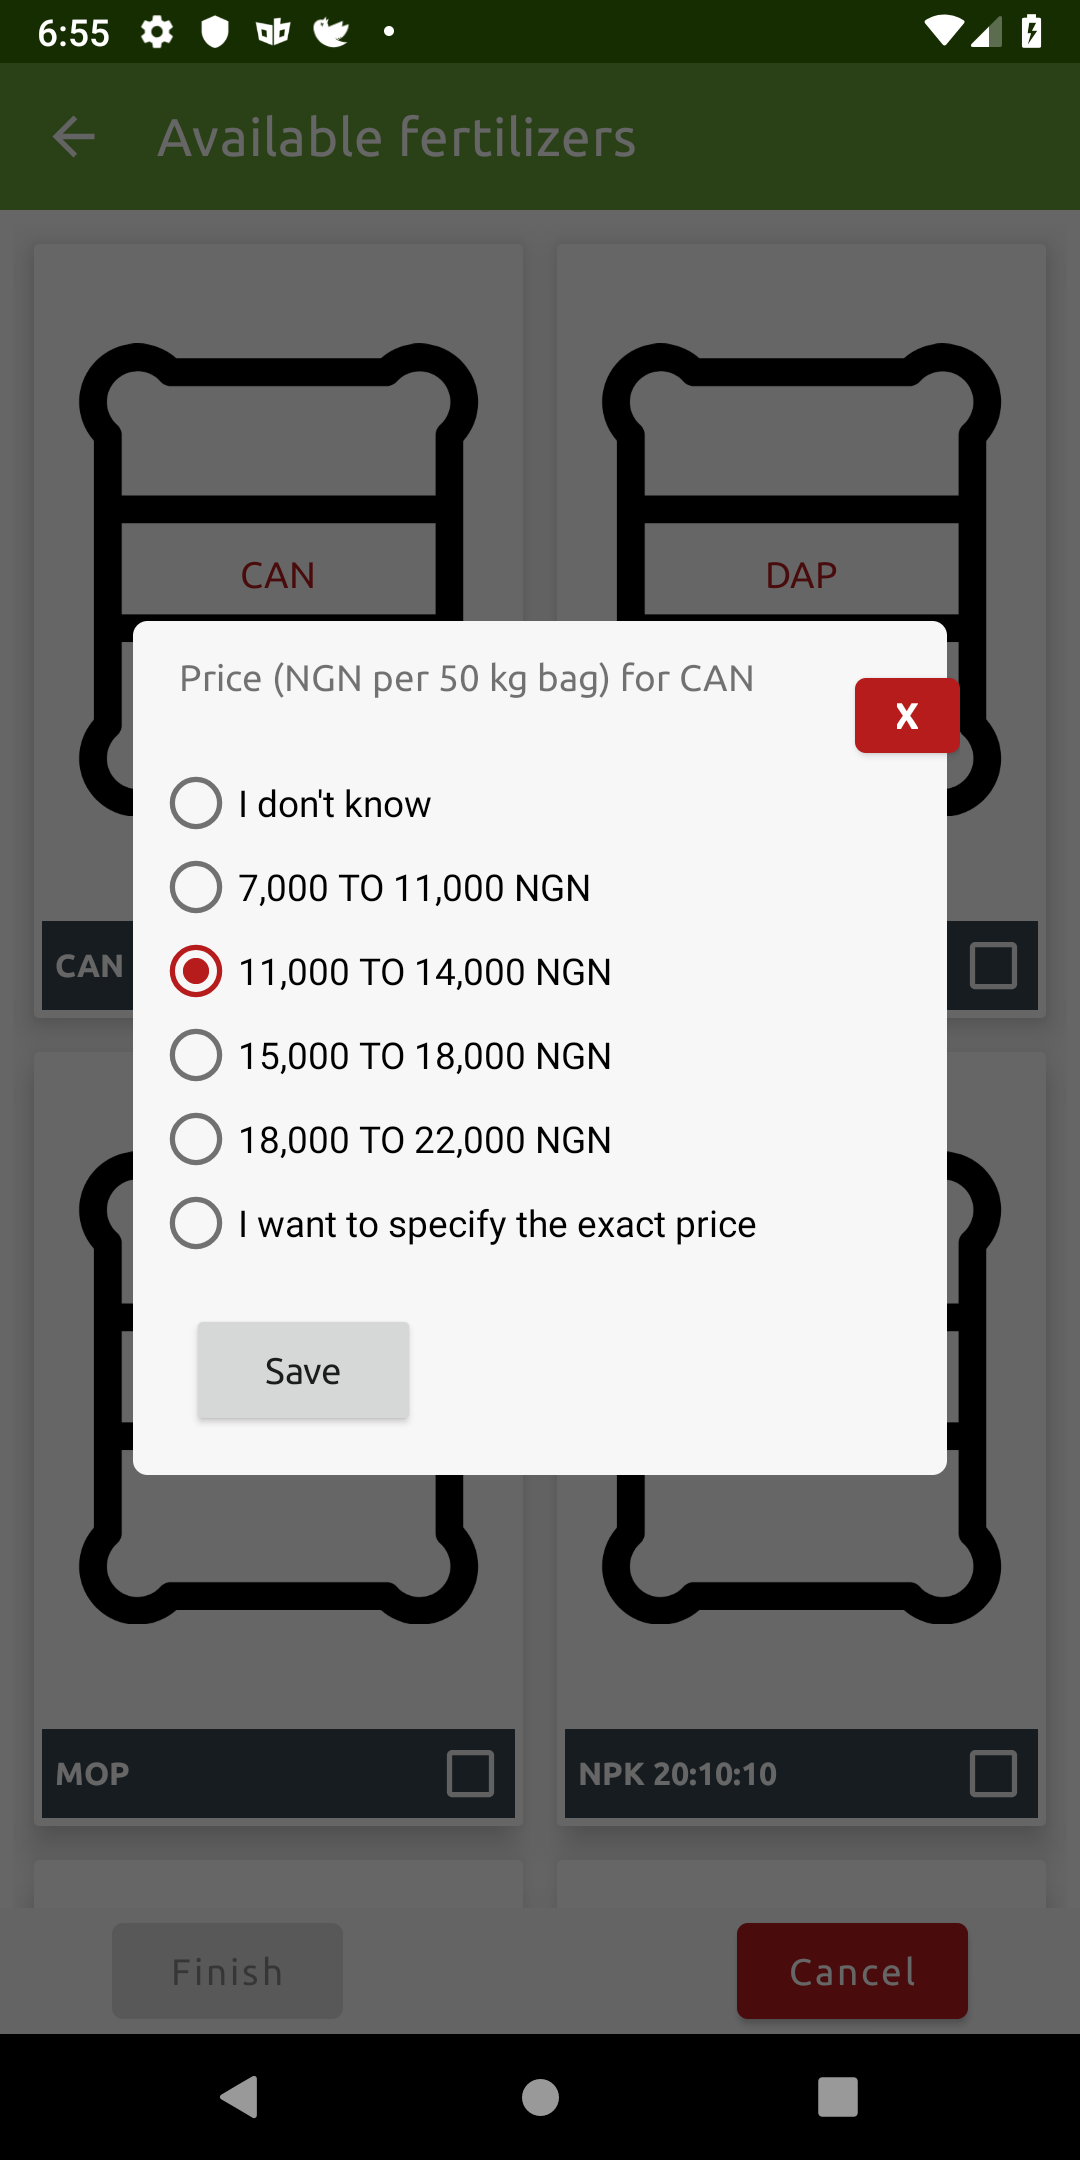 6:55
Available fertilizers
CAN
DAP
Price (NGN per 50 kg bag) for CAN
X
I don't know
7,000 TO 11,000 NGN
CAN
11,000 TO 14,000 NGN
15,000 TO 18,000 NGN
18,000 TO 22,000 NGN
I want to specify the exact price
Save
MOP
NPK 20:10:10
Finish
Cancel